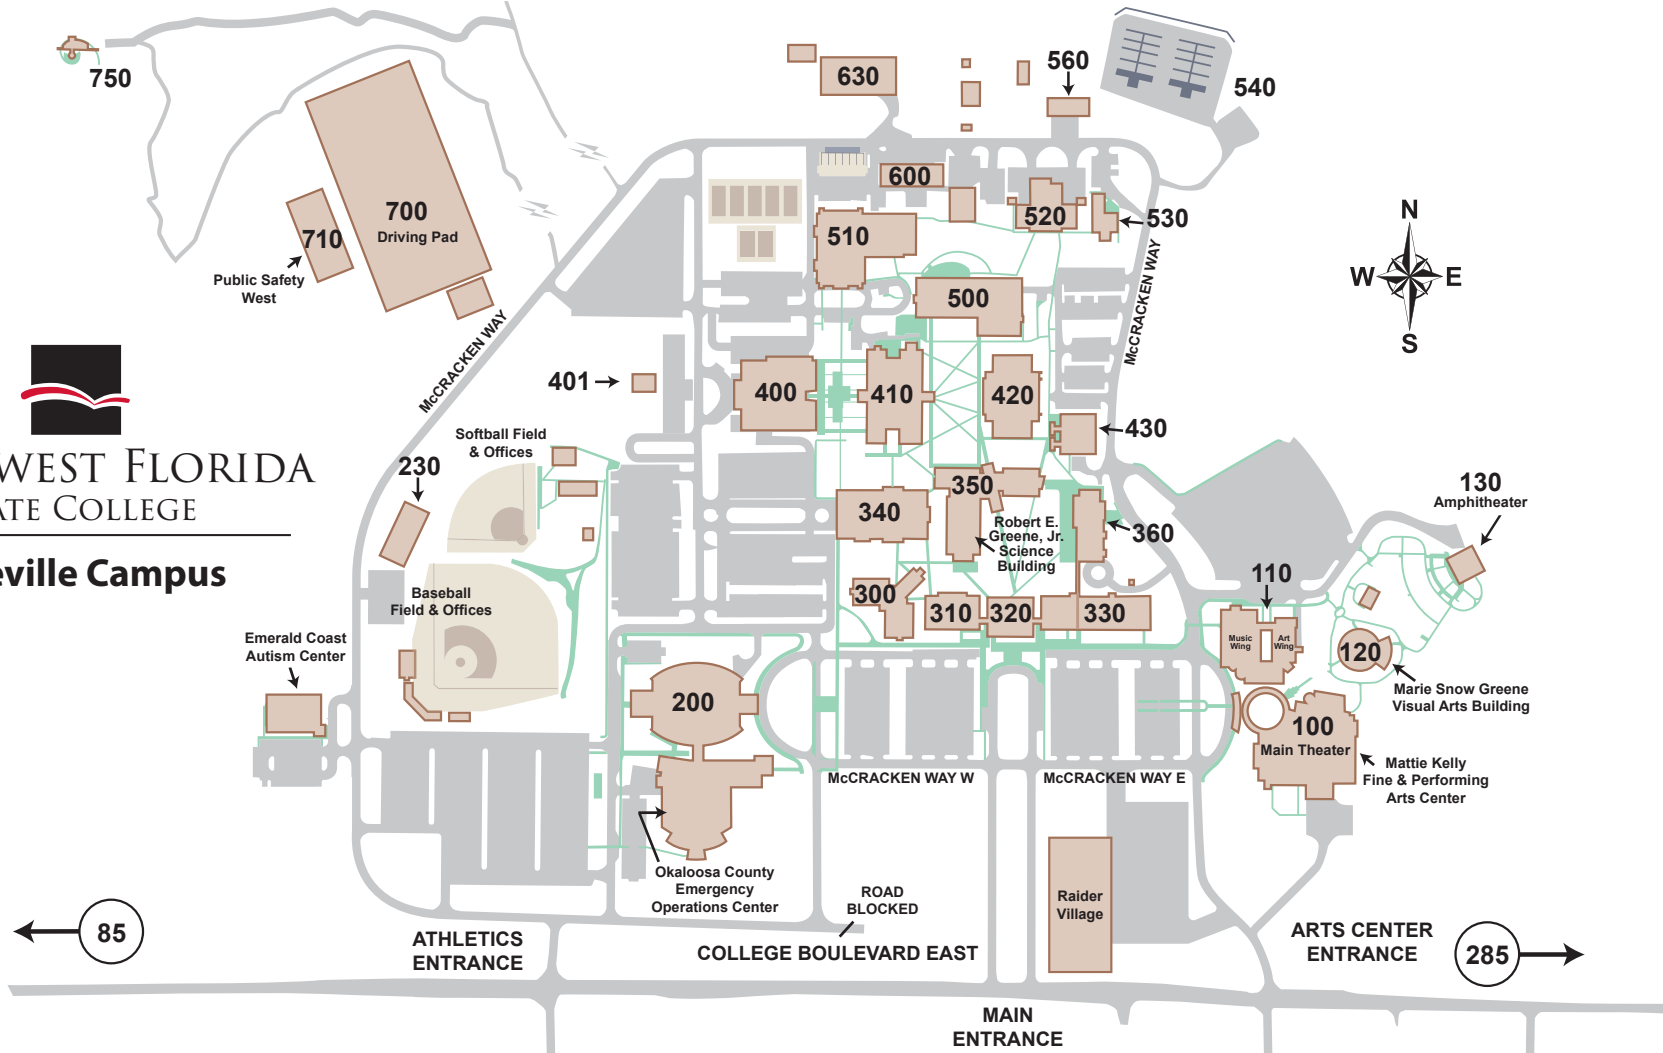 750
630
560
540
600
700
Driving Pad
710
Public Safety
West
510
520
530
N
W
E
S
500
McCRACKEN WAY
McCRACKEN WAY
401
400
410
420
430
WEST FLORIDA
ATE COLLEGE
eville Campus
Softball Field
& Offices
230
350
340
Robert E.
Greene, Jr.
Science
Building
360
130
Amphitheater
110
Baseball
Field & Offices
300
310
320
330
Music
Wing
Art
Wing
120
Marie Snow Greene
Visual Arts Building
Emerald Coast
Autism Center
200
100
Main Theater
Mattie Kelly
Fine & Performing
Arts Center
McCRACKEN WAY W
McCRACKEN WAY E
Okaloosa County
Emergency
Operations Center
ROAD
BLOCKED
Raider
Village
85
ATHLETICS
ENTRANCE
COLLEGE BOULEVARD EAST
ARTS CENTER
ENTRANCE
285
MAIN
ENTRANCE